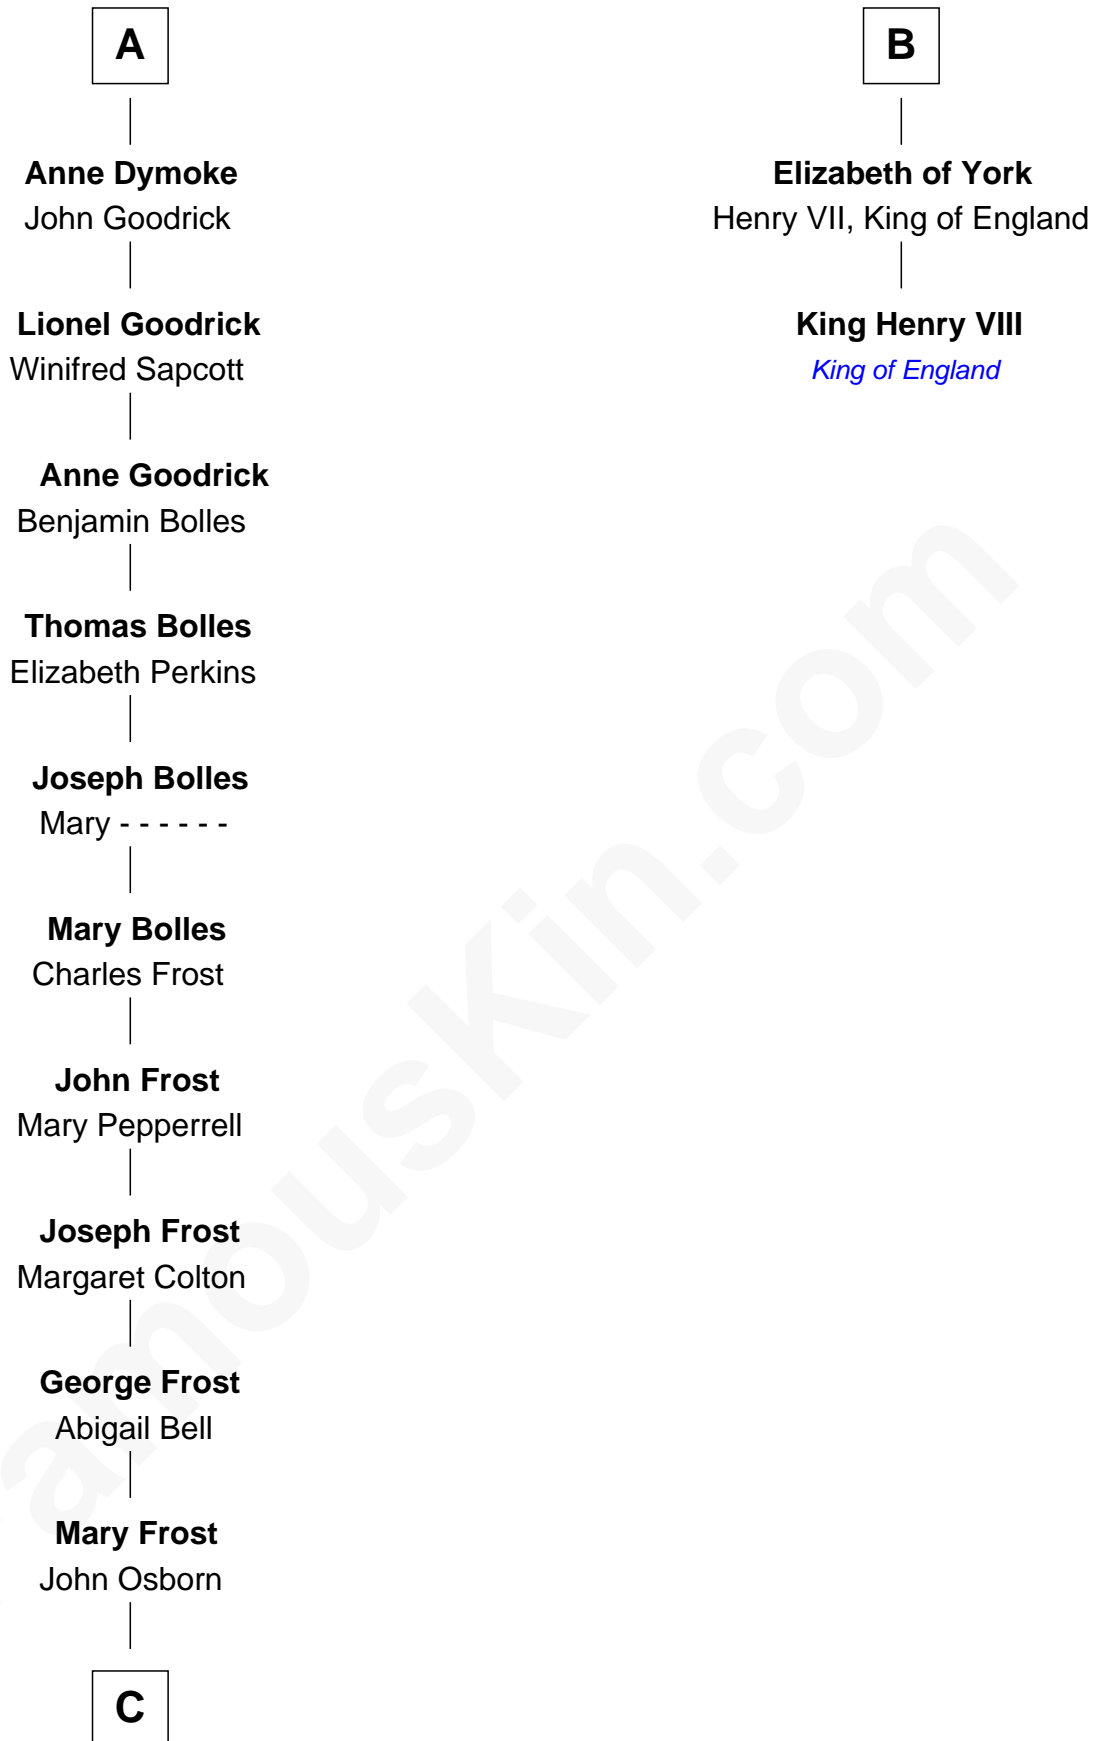 A
Anne Dymoke
John Goodrick
Lionel Goodrick
Winifred Sapcott
Anne Goodrick
Benjamin Bolles
Thomas Bolles
Elizabeth Perkins
Joseph Bolles
Mary - - - - - -
Mary Bolles
Charles Frost
John Frost
Mary Pepperrell
Joseph Frost
Margaret Colton
George Frost
Abigail Bell
Mary Frost
John Osborn
C
B
Elizabeth of York
Henry VII, King of England
King Henry VIII
King of England
amouskin.com